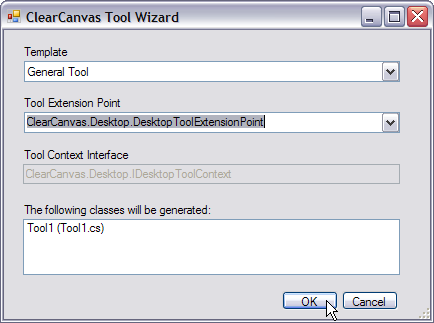 ClearCanvas Tool Wizard
Template
General Tool
Tool Extension Point
ClearCanvas.Desktop.DesktopToolExtensionPoint
Tool Context Interface
ClearCanvas.Desktop.IDesktopToolContext
The following classes will be generated:
Tool1 (Tool1.cs)
OK Cancel